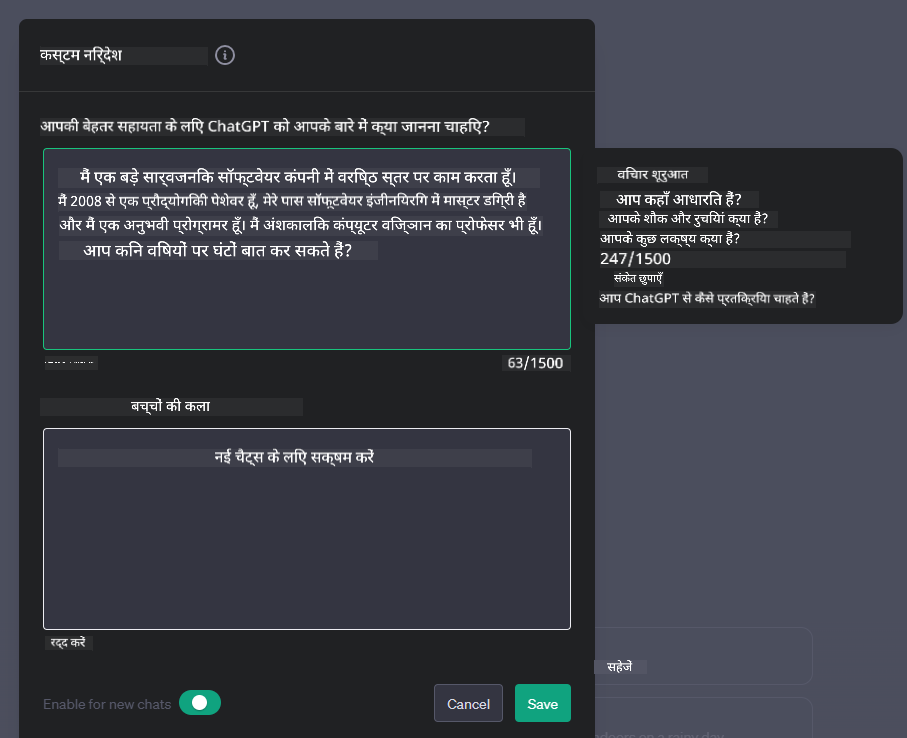 कस्टम निर्देश
आपकी बेहतर सहायता के लिए ChatGPT को आपके बारे में क्या जानना चाहिए?
मैं एक बड़े सार्वजनिक सॉफ्टवेयर कंपनी में वरिष्ठ स्तर पर काम करता हूँ।
मैं 2008 से एक प्रौद्योगिकी पेशेवर हूँ, मेरे पास सॉफ़्टवेयर इंजीनियरिंग में मास्टर डिग्री है
और मैं एक अनुभवी प्रोग्रामर हूँ। मैं अंशकालिक कंप्यूटर विज्ञान का प्रोफेसर भी हूँ।
आप किन विषयों पर घंटों बात कर सकते हैं?
63/1500
बच्चों की कला
नई चैट्स के लिए सक्षम करें
रद्द करें
Enable for new chats
Cancel
Save
विचार शुरुआत
आप कहाँ आधारित हैं?
आपके शौक और रुचियां क्या है?
आपके कुछ लक्ष्य क्या हैं?
247/1500
संकेत छुपाएँ
आप ChatGPT से कैसे प्रतिक्रिया चाहते है?
सहेजे
indoors on a rainy day